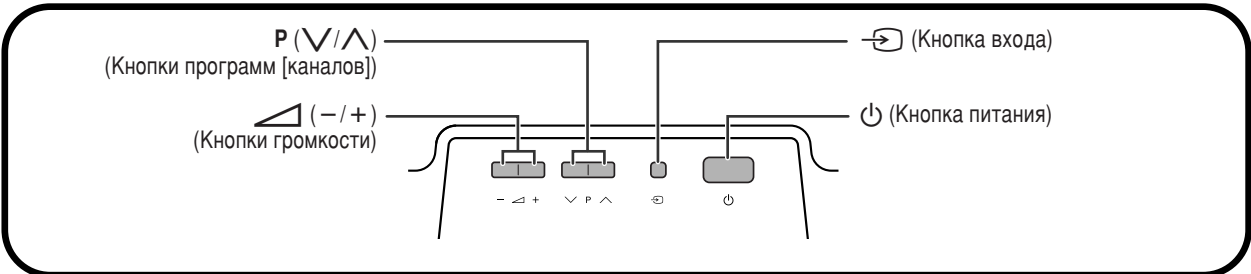 P (∨/∧)
(Кнопки программ [каналов])
(−/+)
(Кнопки громкости)
(Кнопка входа)
(Кнопка питания)
− +
∨ P ∧